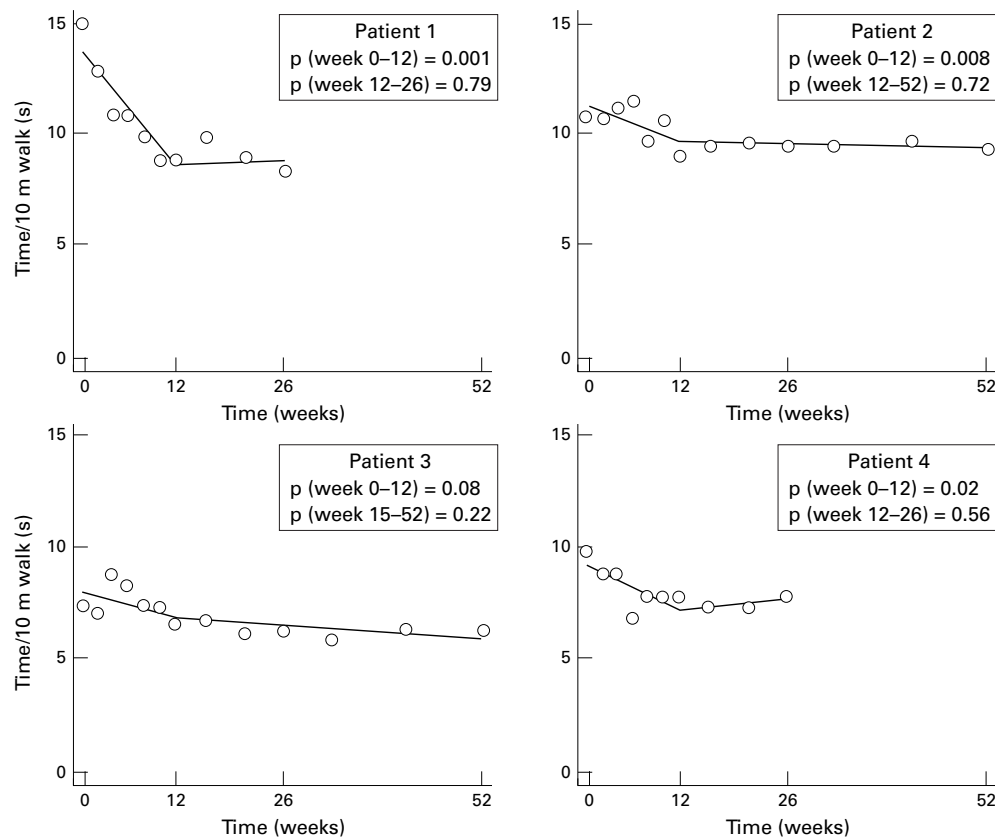 Patient 1
p (week 0–12) = 0.001
p (week 12–26) = 0.79
15
10
5
0
Time/10 m walk (s)
0 12 26 52
Time (weeks)
Patient 2
p (week 0–12) = 0.008
p (week 12–52) = 0.72
15
10
5
0
0 12 26 52
Time (weeks)
Patient 3
p (week 0–12) = 0.08
p (week 15–52) = 0.22
15
10
5
0
Time/10 m walk (s)
0 12 26 52
Time (weeks)
Patient 4
p (week 0–12) = 0.02
p (week 12–26) = 0.56
15
10
5
0
0 12 26 52
Time (weeks)